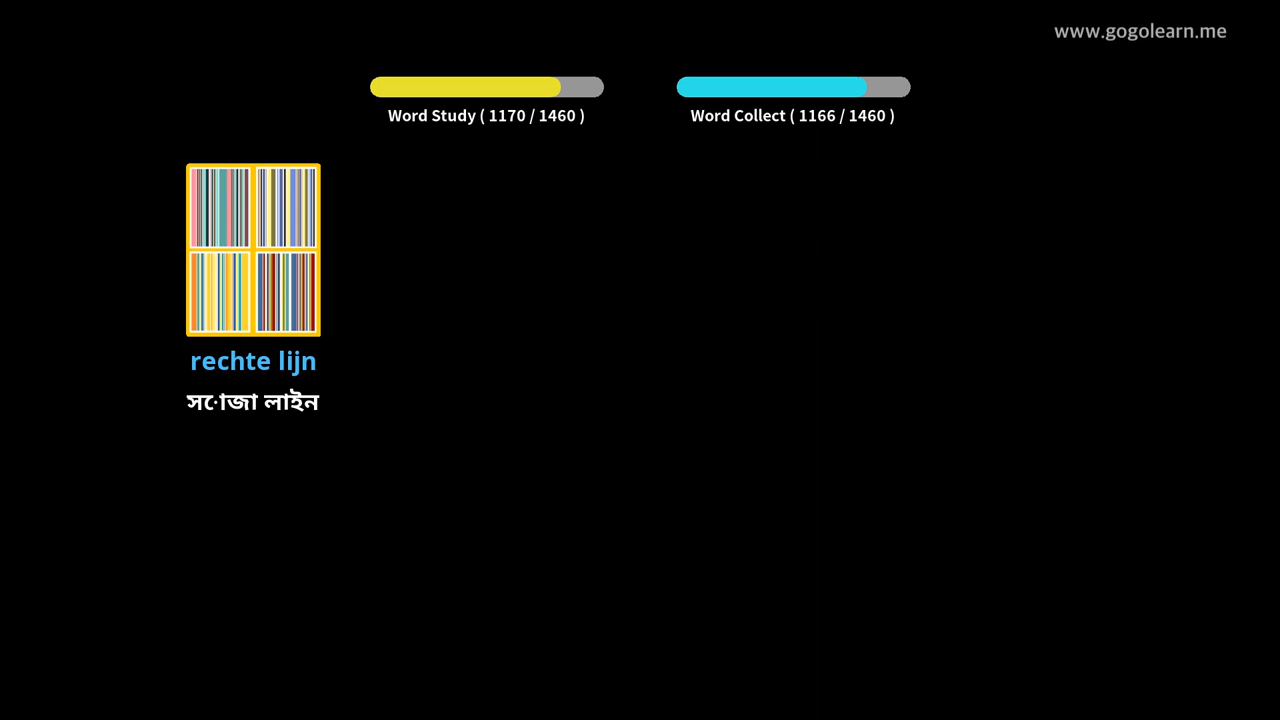 www.gogolearn.me
Word Study ( 1170 / 1460 )
Word Collect ( 1166 / 1460 )
rechte lijn
সোজা লাইন